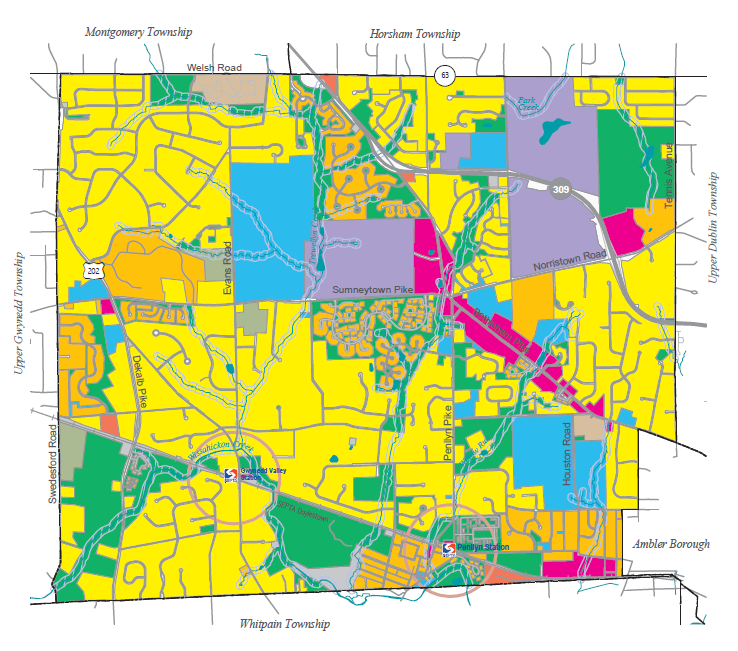 Montgomery Township
Horsham Township
Welsh Road
63
Park
Creek
Tennis Avenue
309
Upper Dublin Township
Evans Road
202
Norristown Road
Sumneytown Pike
Upper Gwynedd Township
Dekalb Pike
Penllyn Pike
Houston Road
Swedesford Road
Wissahickon Creek
Gwynedd Valley
Station
SEPTA
Penllyn Station
SEPTA
Ambler Borough
Whitpain Township